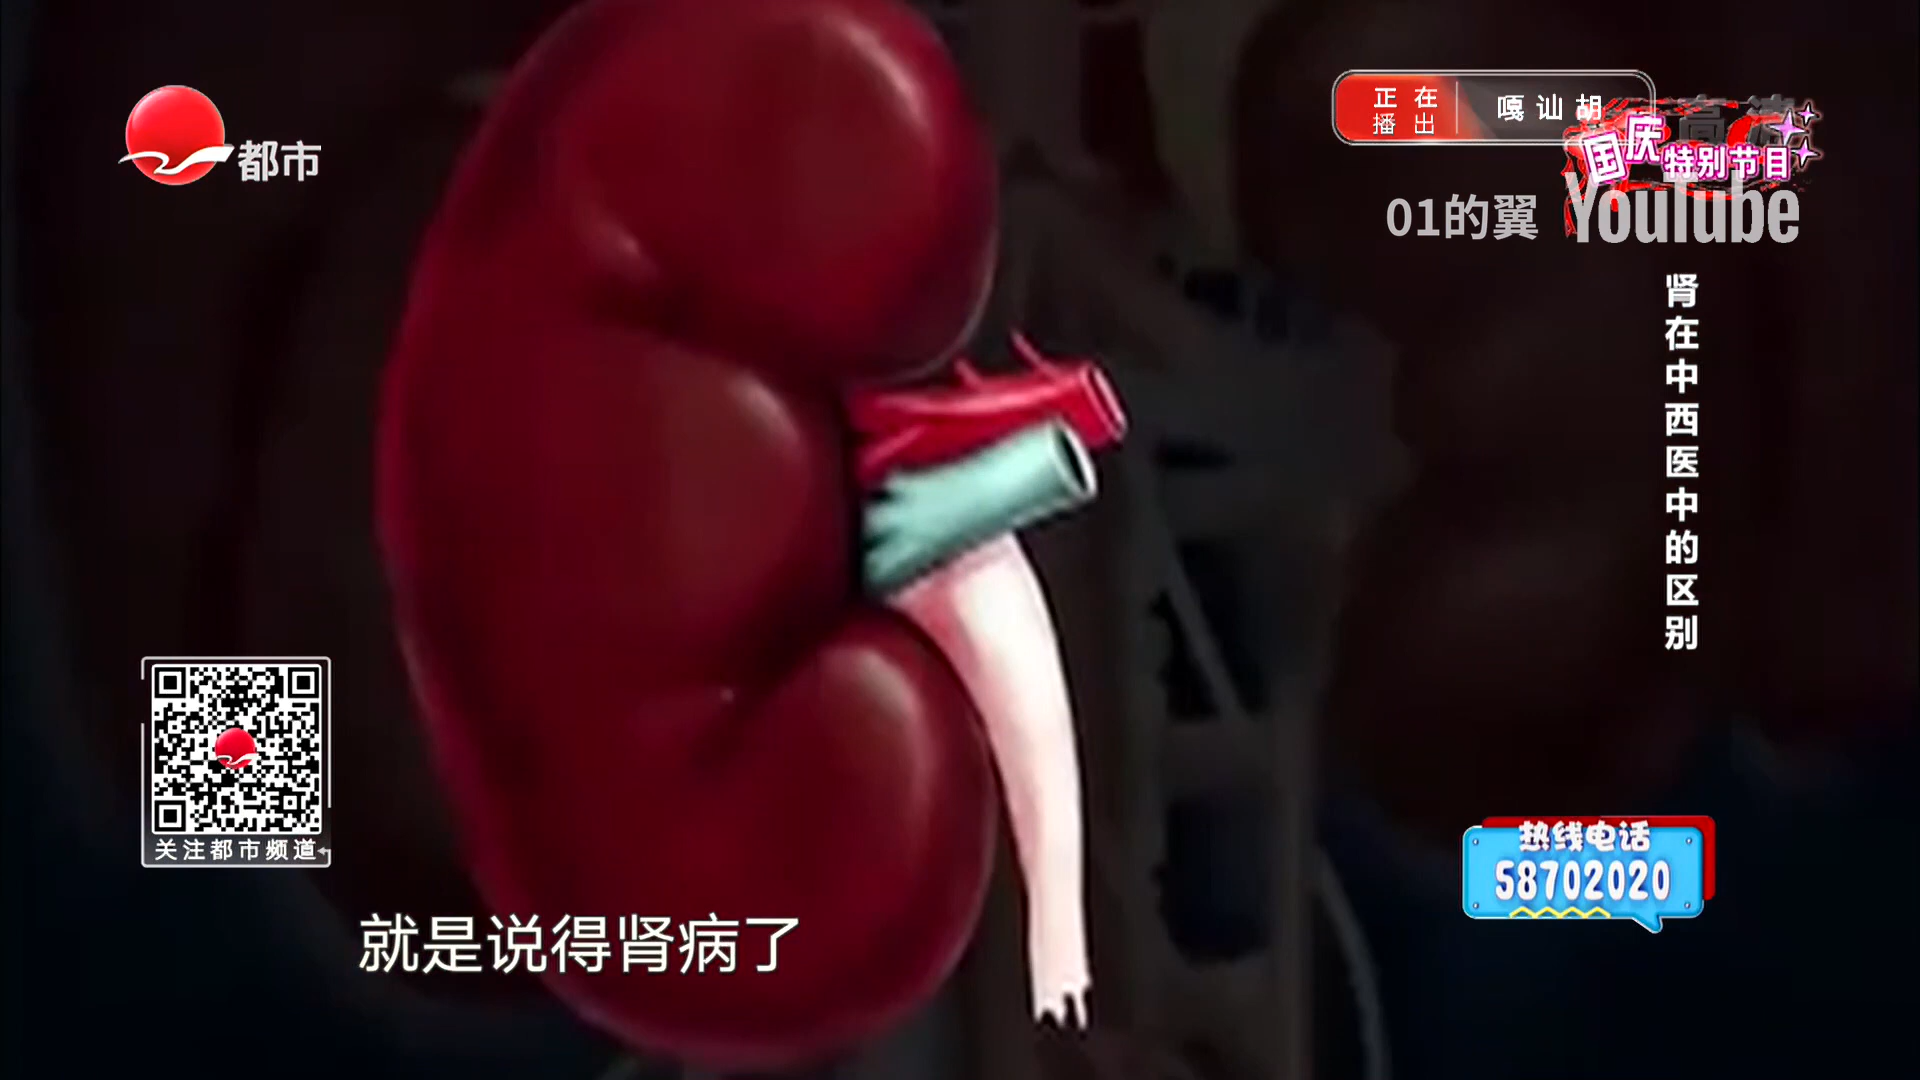 都市
正在
播出
嘎讪胡
高清
国庆
特别节目
01的翼
YouTube
肾在中西医中的区别
关注都市频道
热线电话
58702020
就是说得肾病了